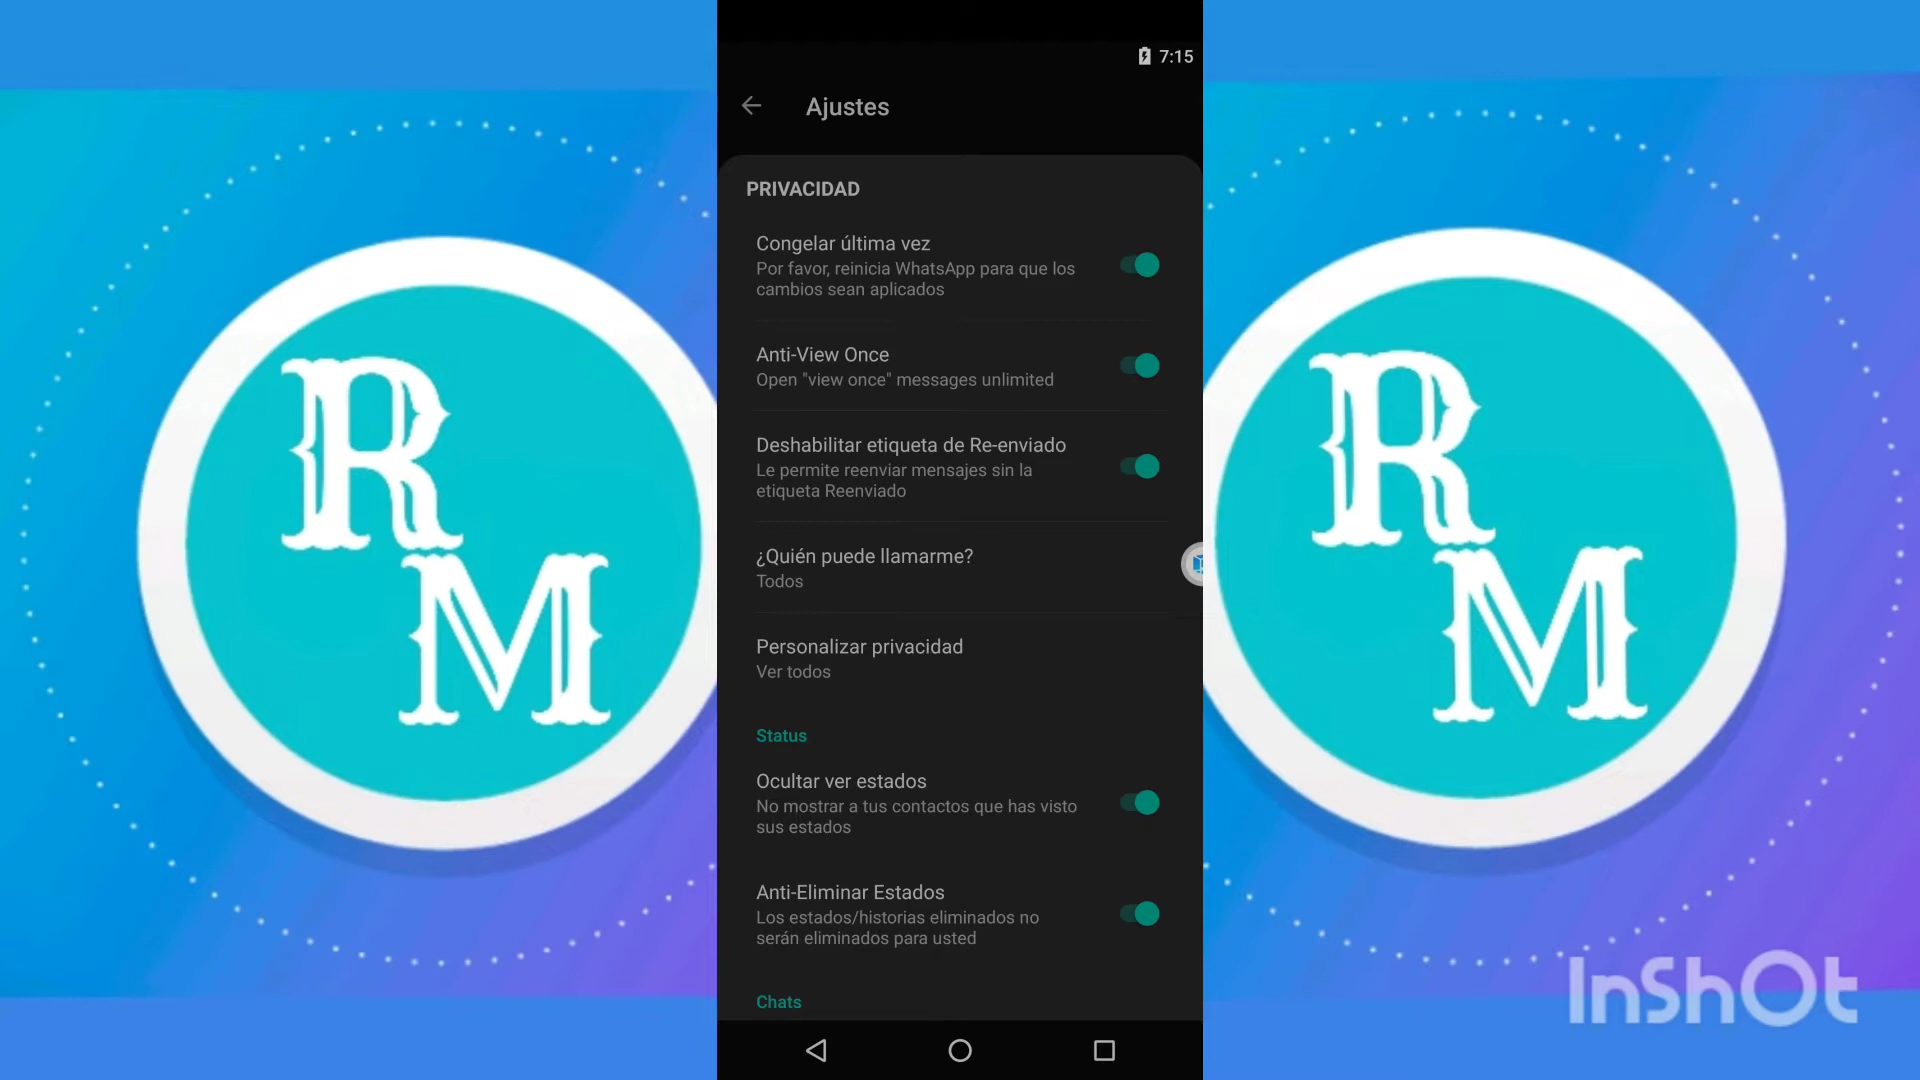 7:15
Ajustes
PRIVACIDAD
Congelar última vez
Por favor, reinicia WhatsApp para que los
cambios sean aplicados
Anti-View Once
Open "view once" messages unlimited
Deshabilitar etiqueta de Re-enviado
Le permite reenviar mensajes sin la
etiqueta Reenviado
¿Quién puede llamarme?
Todos
Personalizar privacidad
Ver todos
Status
Ocultar ver estados
No mostrar a tus contactos que has visto
sus estados
Anti-Eliminar Estados
Los estados/historias eliminados no
serán eliminados para usted
Chats
R
M
R
M
InShOt